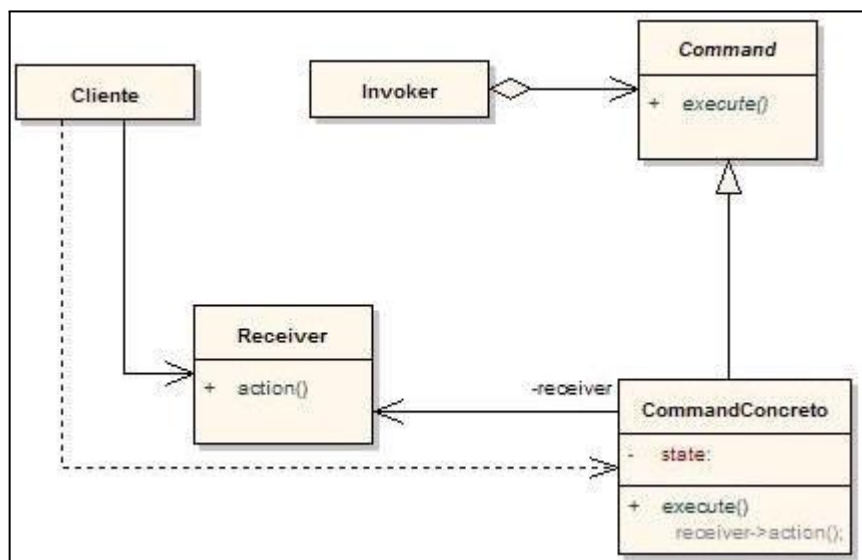 Cliente
Invoker
Command
+ execute()
Receiver
+ action()
-receiver
CommandConcreto
- state:
+ execute()
receiver->action();